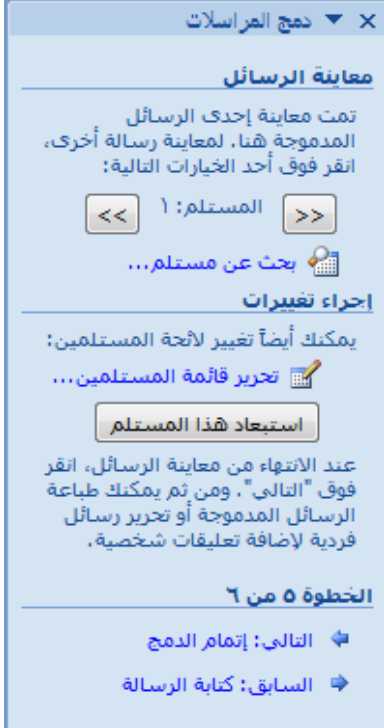 دمج المراسلات
معاينة الرسائل
تمت معاينة إحدى الرسائل
المدموجة هنا. لمعاينة رسالة أخرى،
انقر فوق أحد الخيارات التالية:
>> المستلم: ١ <<
بحث عن مستلم...
إجراء تغييرات
يمكنك أيضاً تغيير لائحة المستلمين:
تحرير قائمة المستلمين...
استبعاد هذا المستلم
عند الانتهاء من معاينة الرسائل، انقر
فوق "التالي". ومن ثم يمكنك طباعة
الرسائل المدموجة أو تحرير رسائل
فردية لإضافة تعليقات شخصية.
الخطوة ٥ من ٦
التالي: إتمام الدمج
السابق: كتابة الرسالة